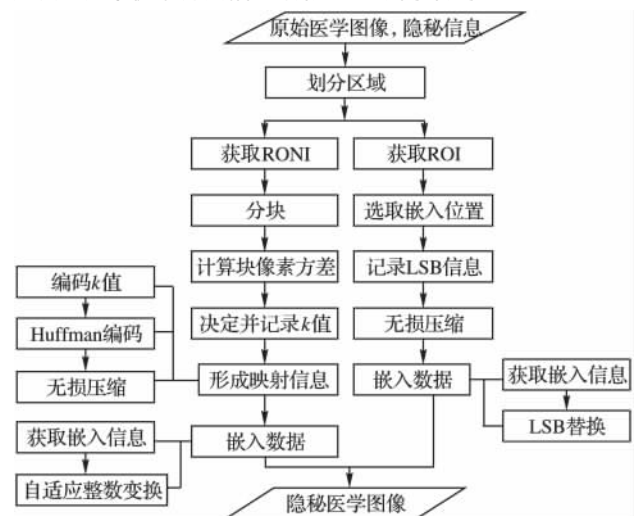 原始医学图像,隐秘信息
划分区域
获取RONI
获取ROI
分块
选取嵌入位置
计算块像素方差
记录LSB信息
编码k值
决定并记录k值
无损压缩
Huffman编码
无损压缩
形成映射信息
嵌入数据
获取嵌入信息
LSB替换
获取嵌入信息
嵌入数据
自适应整数变换
隐秘医学图像